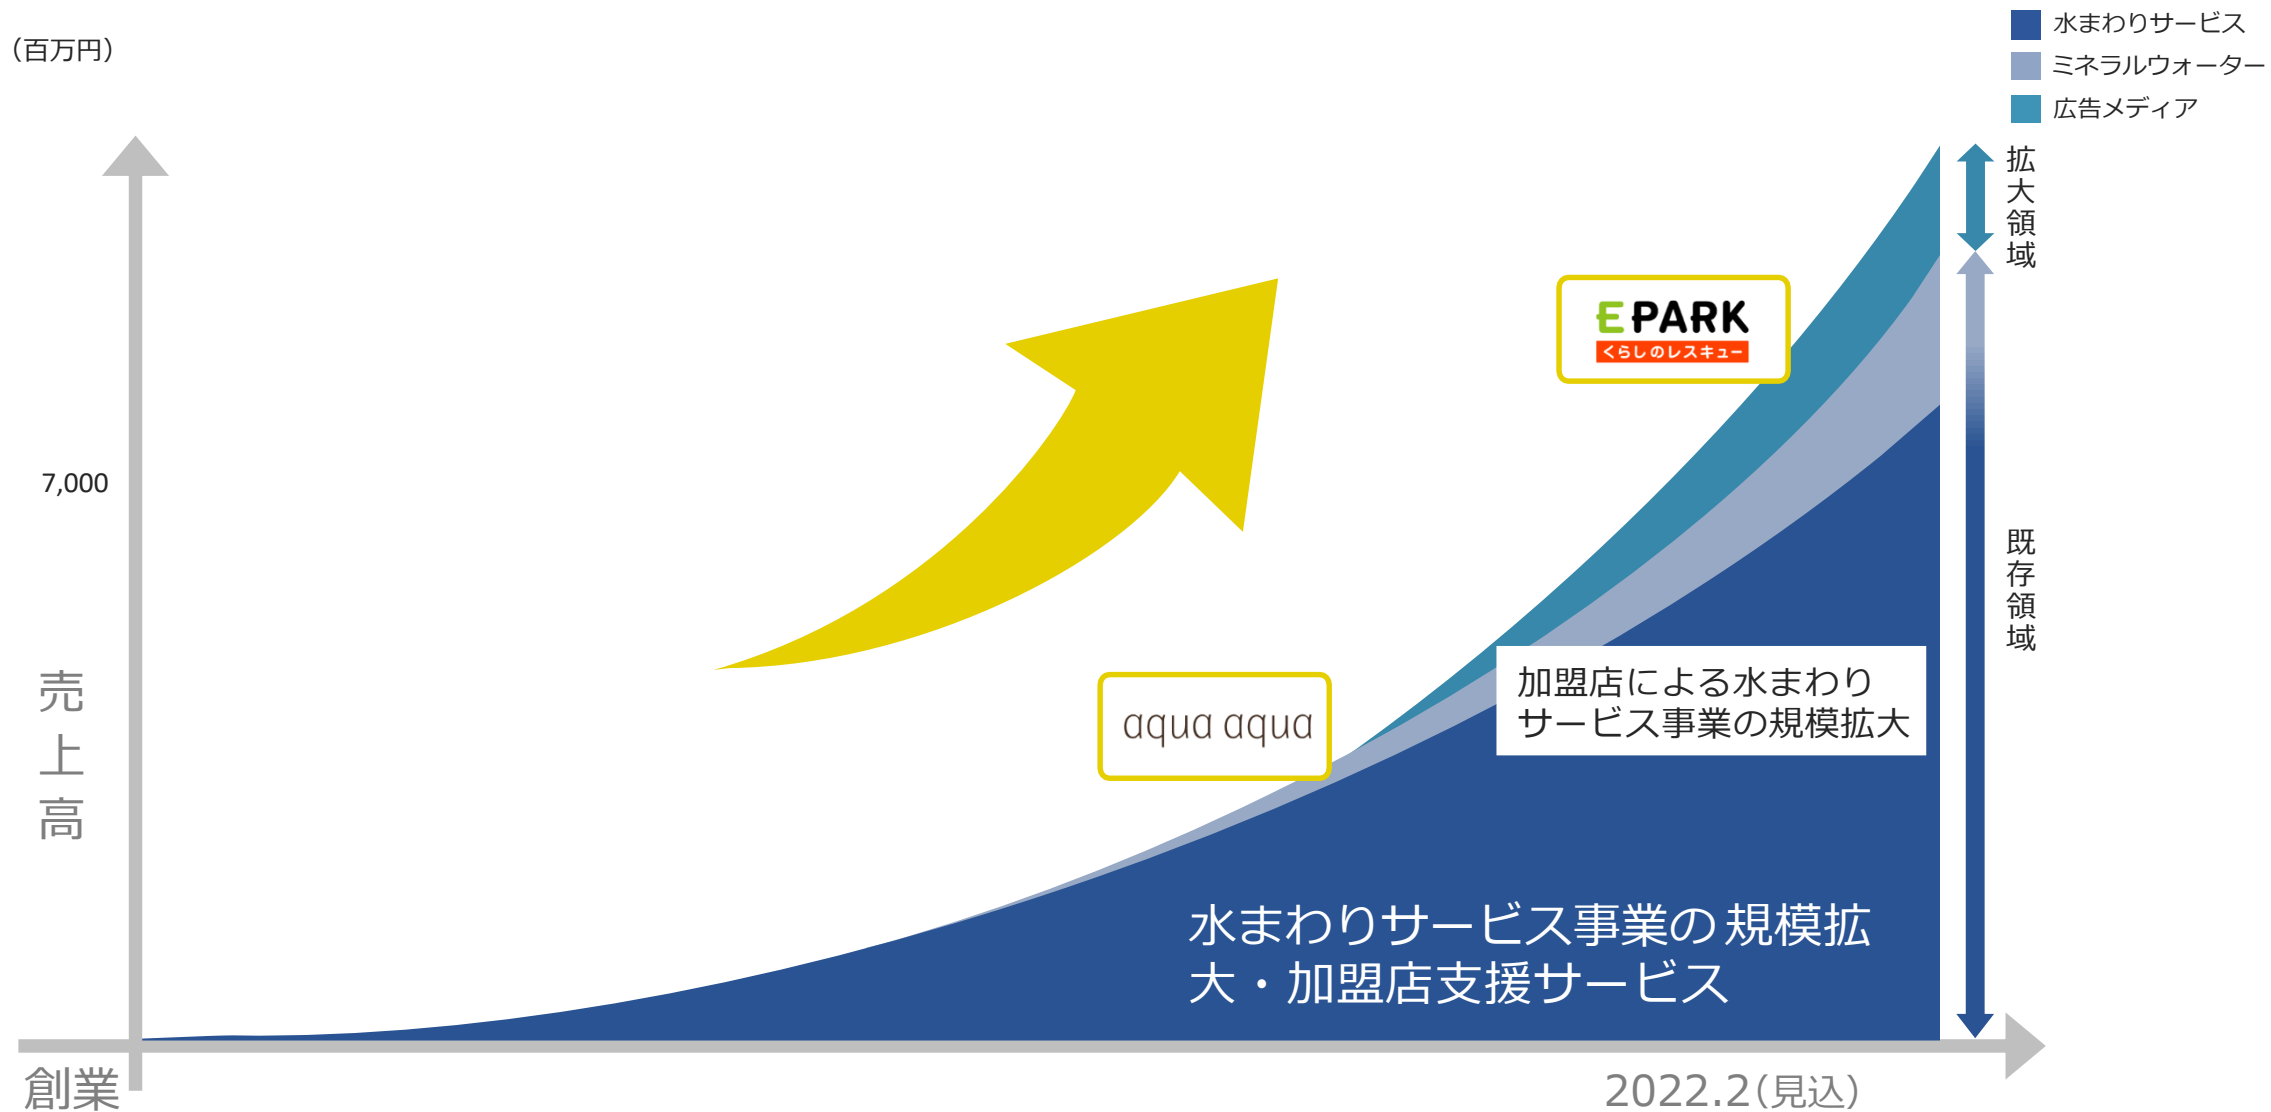 （百万円）
水まわりサービス
ミネラルウォーター
広告メディア
拡大領域
EPARK
くらしのレスキュー
7,000
既存領域
売上高
aqua aqua
加盟店による水まわり
サービス事業の規模拡大
水まわりサービス事業の規模拡
大・加盟店支援サービス
創業
2022.2（見込）